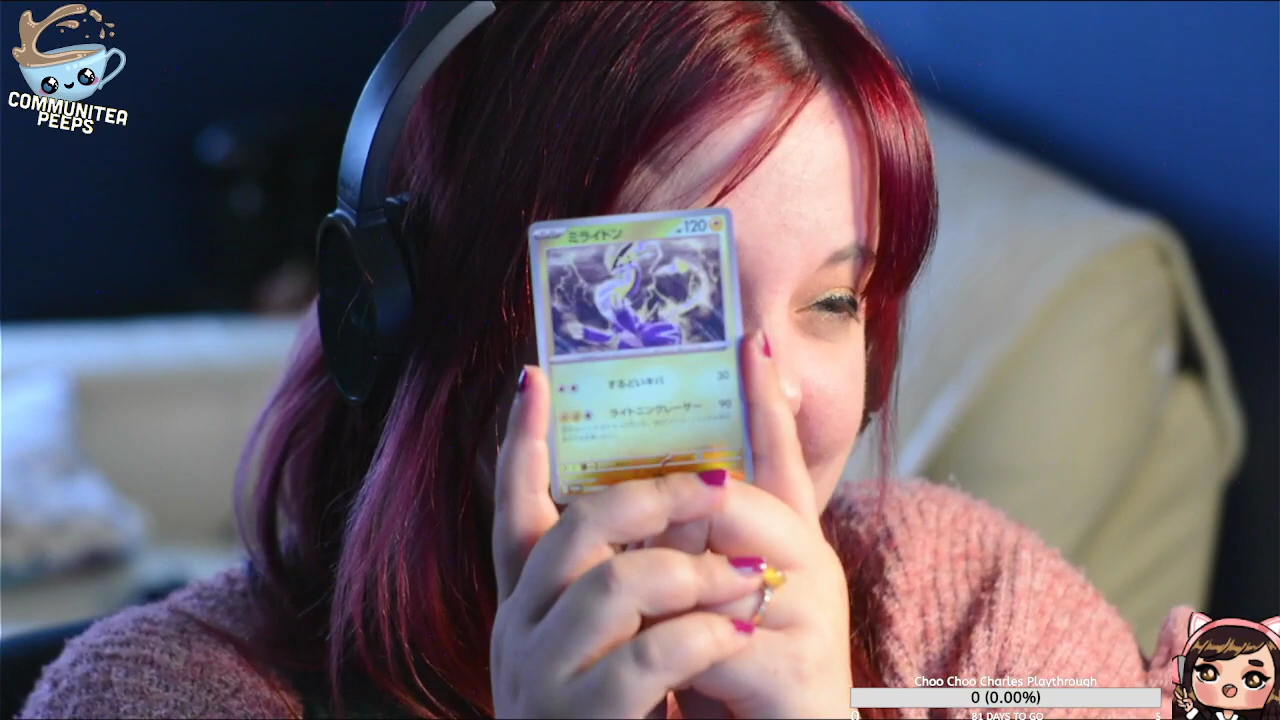 COMMUNITEA
PEEPS
ミライドン
120
するどいキバ
30
ライトニングレーザー
90
Choo Choo Charles Playthrough
0 (0.00%)
0
81 DAYS TO GO